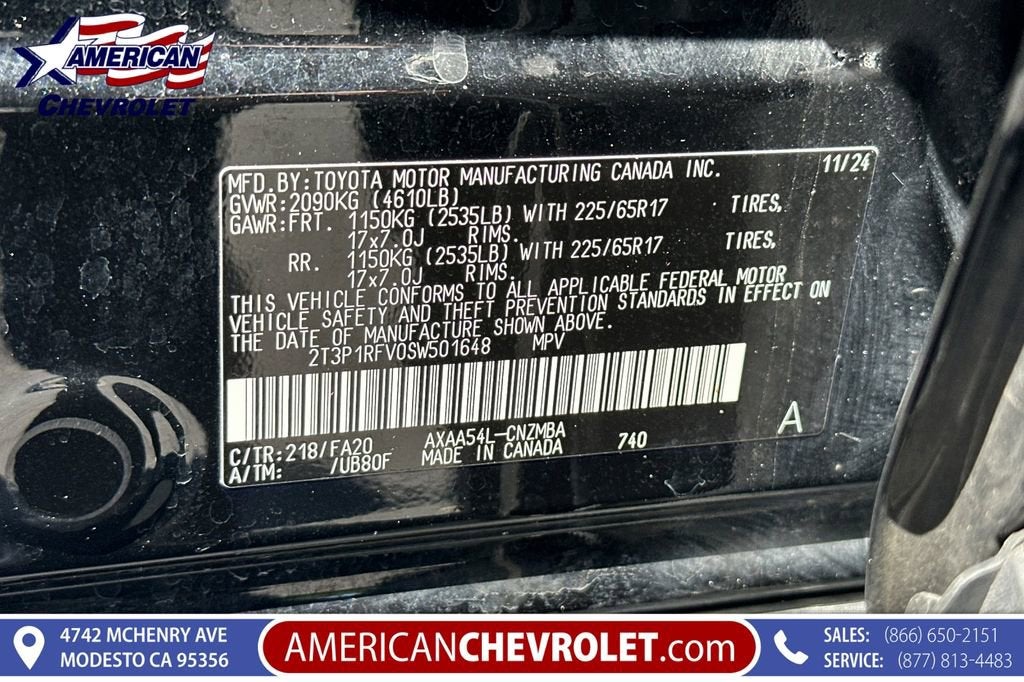 AMERICAN
CHEVROLET
11/24
MFD.BY:TOYOTA MOTOR MANUFACTURING CANADA INC.
GVWR:2090KG (4610LB)
GAWR:FRT. 1150KG (2535LB) WITH 225/65R17 TIRES,
17x7.0J RIMS.
RR. 1150KG (2535LB) WITH 225/65R17 TIRES,
17x7.0J RIMS.
THIS VEHICLE CONFORMS TO ALL APPLICABLE FEDERAL MOTOR
VEHICLE SAFETY AND THEFT PREVENTION STANDARDS IN EFFECT ON
THE DATE OF MANUFACTURE SHOWN ABOVE.
2T3P1RFV0SW501648 MPV
C/TR:218/FA20 AXAA54L-CNZMBA 740 A
A/TM: /UB80F MADE IN CANADA
4742 MCHENRY AVE
MODESTO CA 95356
AMERICANCHEVROLET.com
SALES: (866) 650-2151
SERVICE: (877) 813-4483